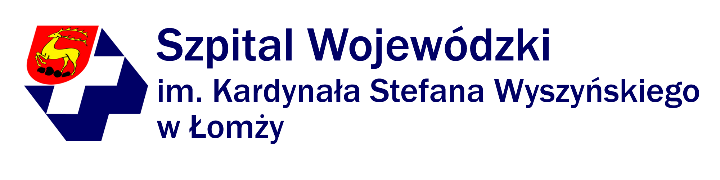 Szpital Wojewódzki
im. Kardynała Stefana Wyszyńskiego
w Łomży